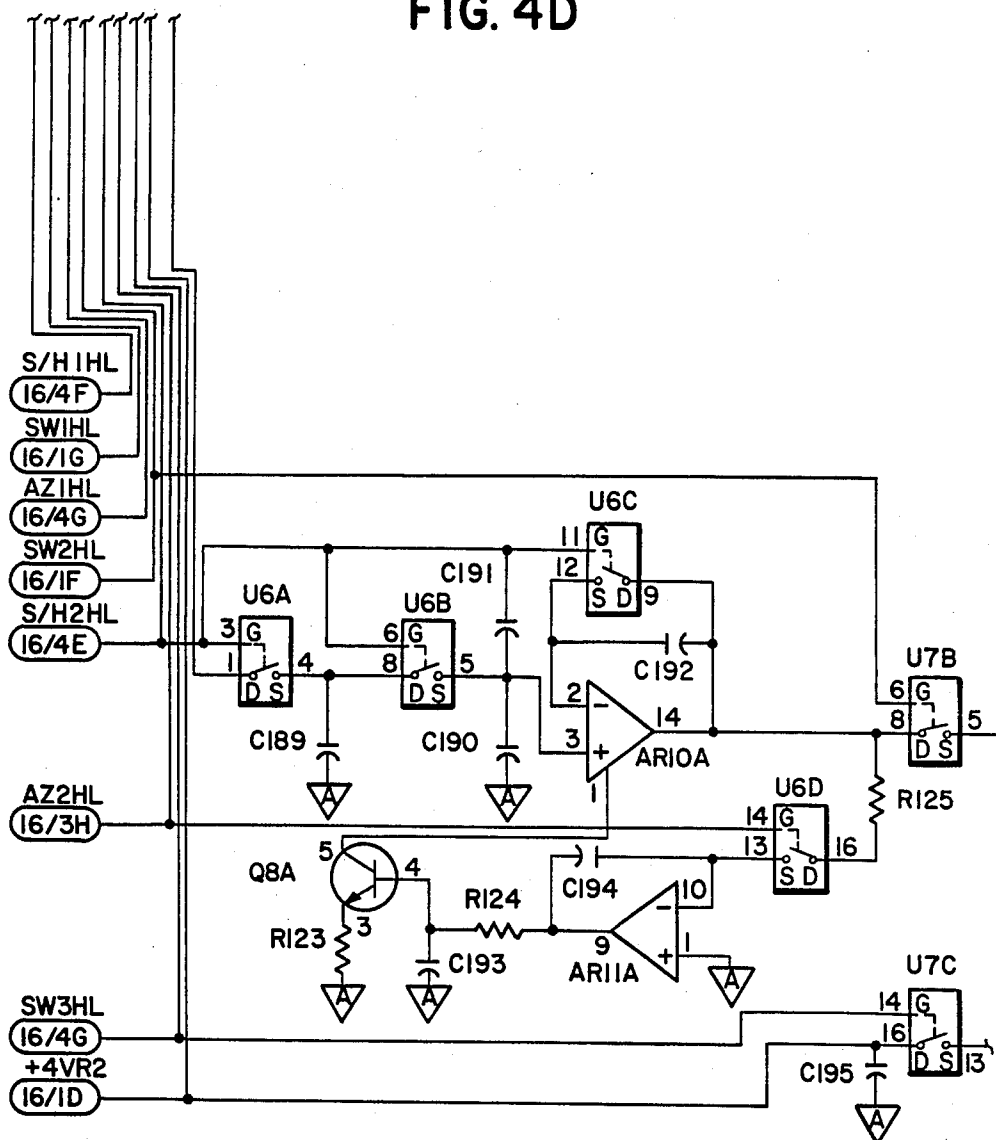 FIG. 4D
S/H1HL
16/4F
SW1HL
16/1G
AZ1HL
16/4G
SW2HL
16/1F
S/H2HL
16/4E
U6A
3 G
1 4
D S
C189
A
U6B
6 G
8 5
D S
C191
C190
A
U6C
11 G
12 9
S D
C192
2 -
3 +
14
1
AR10A
U7B
6 G
8 5
D S
R125
AZ2HL
16/3H
U6D
14 G
13 16
S D
5
Q8A
4
3
R123
A
R124
C193
A
C194
10
-
9
1
+
AR11A
A
SW3HL
16/4G
+4VR2
16/1D
U7C
14 G
16
D S 13
C195
A